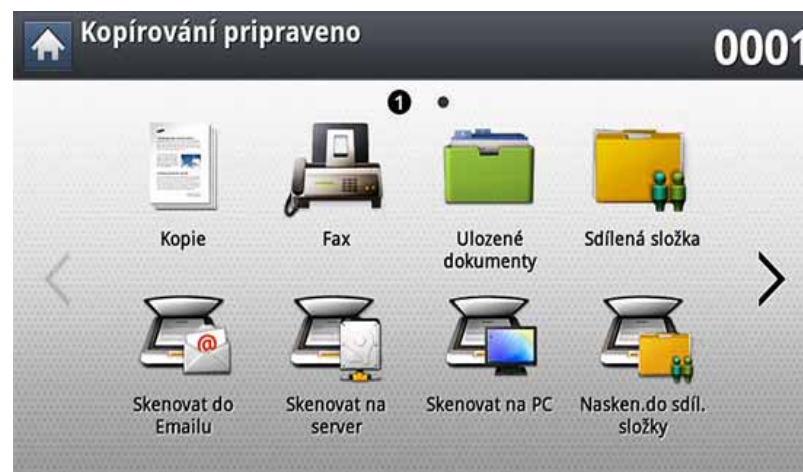 Kopírování pripraveno
0001
1
Kopie
Fax
Ulozené
dokumenty
Sdílená složka
@
Skenovat do
Emailu
Skenovat na
server
Skenovat na PC
Nasken.do sdíl.
složky